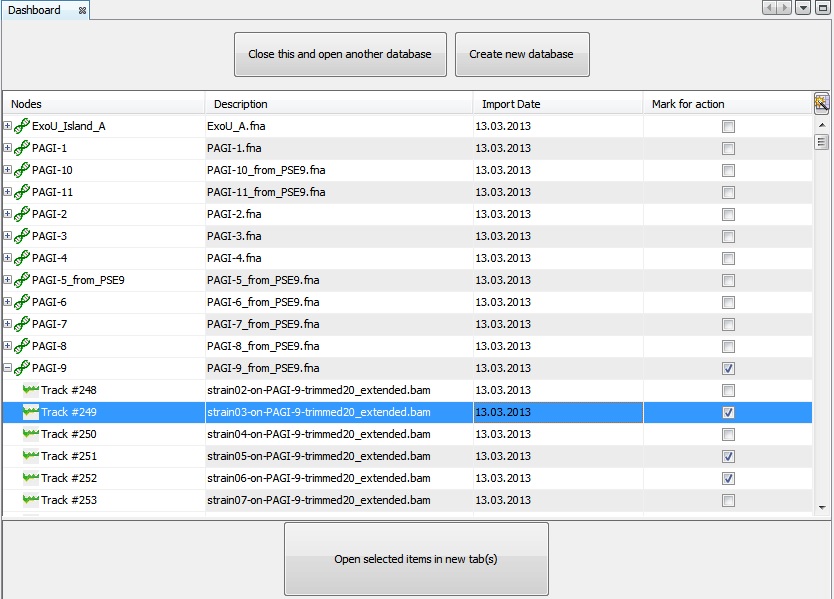 Dashboard
Close this and open another database Create new database
Nodes Description Import Date Mark for action
ExoU_Island_A ExoU_A.fna 13.03.2013
PAGI-1 PAGI-1.fna 13.03.2013
PAGI-10 PAGI-10_from_PSE9.fna 13.03.2013
PAGI-11 PAGI-11_from_PSE9.fna 13.03.2013
PAGI-2 PAGI-2.fna 13.03.2013
PAGI-3 PAGI-3.fna 13.03.2013
PAGI-4 PAGI-4.fna 13.03.2013
PAGI-5_from_PSE9 PAGI-5_from_PSE9.fna 13.03.2013
PAGI-6 PAGI-6_from_PSE9.fna 13.03.2013
PAGI-7 PAGI-7_from_PSE9.fna 13.03.2013
PAGI-8 PAGI-8_from_PSE9.fna 13.03.2013
PAGI-9 PAGI-9_from_PSE9.fna 13.03.2013
Track #248 strain02-on-PAGI-9-trimmed20_extended.bam 13.03.2013
Track #249 strain03-on-PAGI-9-trimmed20_extended.bam 13.03.2013
Track #250 strain04-on-PAGI-9-trimmed20_extended.bam 13.03.2013
Track #251 strain05-on-PAGI-9-trimmed20_extended.bam 13.03.2013
Track #252 strain06-on-PAGI-9-trimmed20_extended.bam 13.03.2013
Track #253 strain07-on-PAGI-9-trimmed20_extended.bam 13.03.2013
Open selected items in new tab(s)